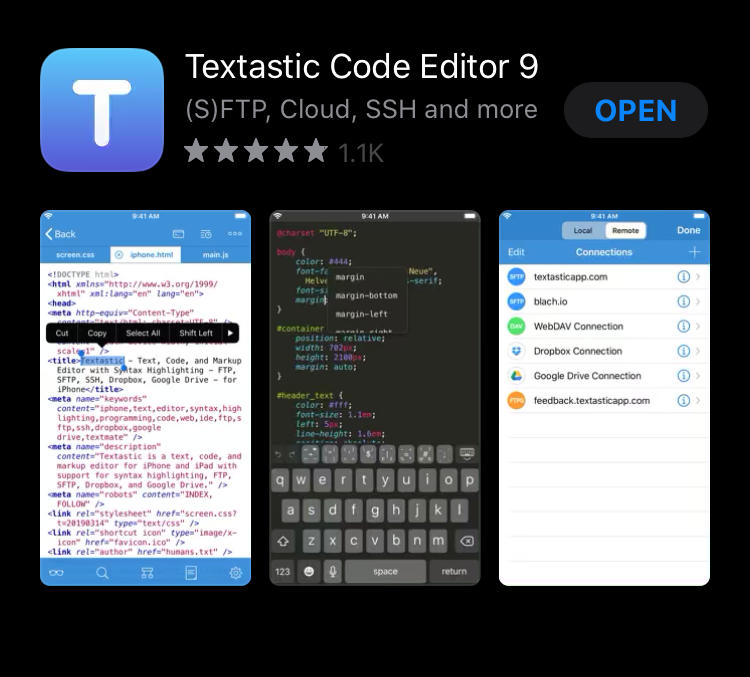 T
Textastic Code Editor 9
(S)FTP, Cloud, SSH and more
OPEN
1.1K
9:41 AM
Back
screen.css
iphone.html
main.js
<!DOCTYPE html>
<html xmlns="http://www.w3.org/1999/
xhtml" xml:lang="en" lang="en">
<head>
<meta http-equiv="Content-Type"
Cut
Copy
Select All
Shift Left
scale=1" />
<title>Textastic – Text, Code, and Markup
Editor with Syntax Highlighting – FTP,
SFTP, SSH, Dropbox, Google Drive – for
iPhone</title>
<meta name="keywords"
content="iphone,text,editor,syntax,hig
hlighting,programming,code,web,ide,ftp,s
ftp,ssh,dropbox,google
drive,textmate" />
<meta name="description"
content="Textastic is a text, code, and
markup editor for iPhone and iPad with
support for syntax highlighting, FTP,
SFTP, Dropbox, and Google Drive." />
<meta name="robots" content="INDEX,
FOLLOW" />
<link rel="stylesheet" href="screen.css?
t=20190314" type="text/css" />
<link rel="shortcut icon" type="image/x-
icon" href="favicon.ico" />
<link rel="author" href="humans.txt" />
9:41 AM
@charset "UTF-8";
body {
color: #444;
font-fa
Neue",
Helve
s-serif;
font-si
margin
}
margin
margin-bottom
margin-left
margin-right
#container
position: relative;
width: 702px;
height: 2100px;
margin: auto;
}
#header_text {
color: #fff;
font-size: 1.1em;
left: 5px;
line-height: 1.6em;
position: absolute;
q w e r t y u i o p
a s d f g h j k l
z x c v b n m
123
space
return
9:41 AM
Local
Remote
Done
Edit
Connections
SFTP
textasticapp.com
SFTP
blach.io
DAV
WebDAV Connection
Dropbox Connection
Google Drive Connection
FTPS
feedback.textasticapp.com